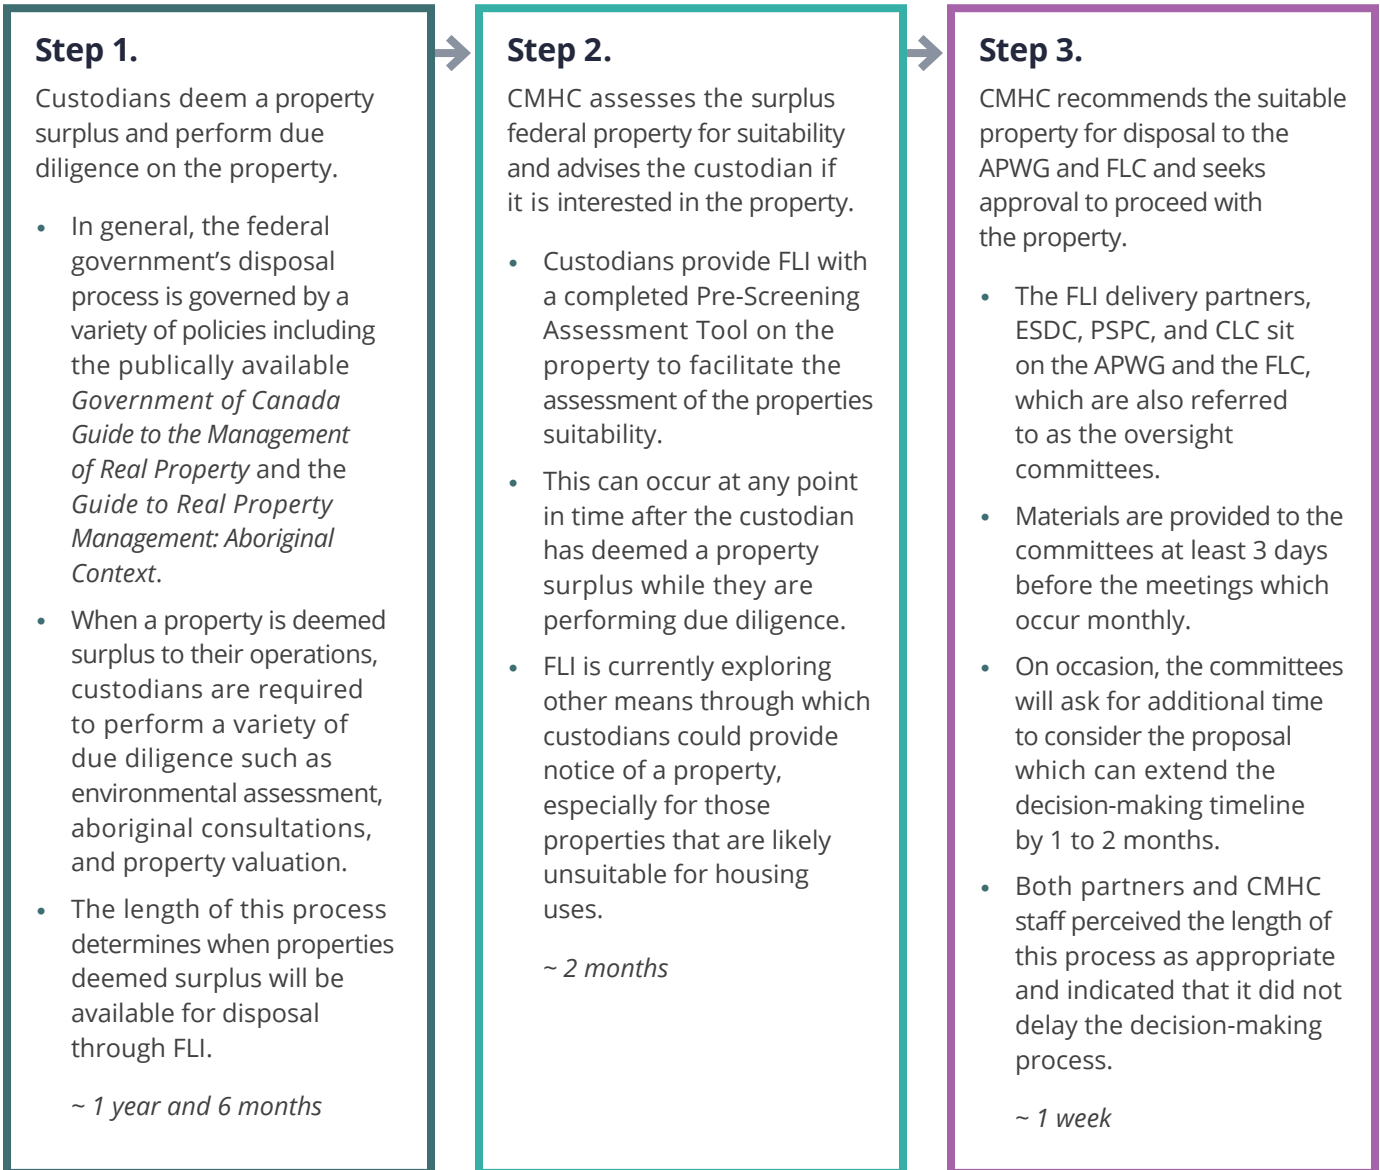 Step 1.
Custodians deem a property
surplus and perform due
diligence on the property.
• In general, the federal
government’s disposal
process is governed by a
variety of policies including
the publically available
Government of Canada
Guide to the Management
of Real Property and the
Guide to Real Property
Management: Aboriginal
Context.
• When a property is deemed
surplus to their operations,
custodians are required
to perform a variety of
due diligence such as
environmental assessment,
aboriginal consultations,
and property valuation.
• The length of this process
determines when properties
deemed surplus will be
available for disposal
through FLI.
~ 1 year and 6 months
Step 2.
CMHC assesses the surplus
federal property for suitability
and advises the custodian if
it is interested in the property.
• Custodians provide FLI with
a completed Pre-Screening
Assessment Tool on the
property to facilitate the
assessment of the properties
suitability.
• This can occur at any point
in time after the custodian
has deemed a property
surplus while they are
performing due diligence.
• FLI is currently exploring
other means through which
custodians could provide
notice of a property,
especially for those
properties that are likely
unsuitable for housing
uses.
~ 2 months
Step 3.
CMHC recommends the suitable
property for disposal to the
APWG and FLC and seeks
approval to proceed with
the property.
• The FLI delivery partners,
ESDC, PSPC, and CLC sit
on the APWG and the FLC,
which are also referred
to as the oversight
committees.
• Materials are provided to the
committees at least 3 days
before the meetings which
occur monthly.
• On occasion, the committees
will ask for additional time
to consider the proposal
which can extend the
decision-making timeline
by 1 to 2 months.
• Both partners and CMHC
staff perceived the length of
this process as appropriate
and indicated that it did not
delay the decision-making
process.
~ 1 week